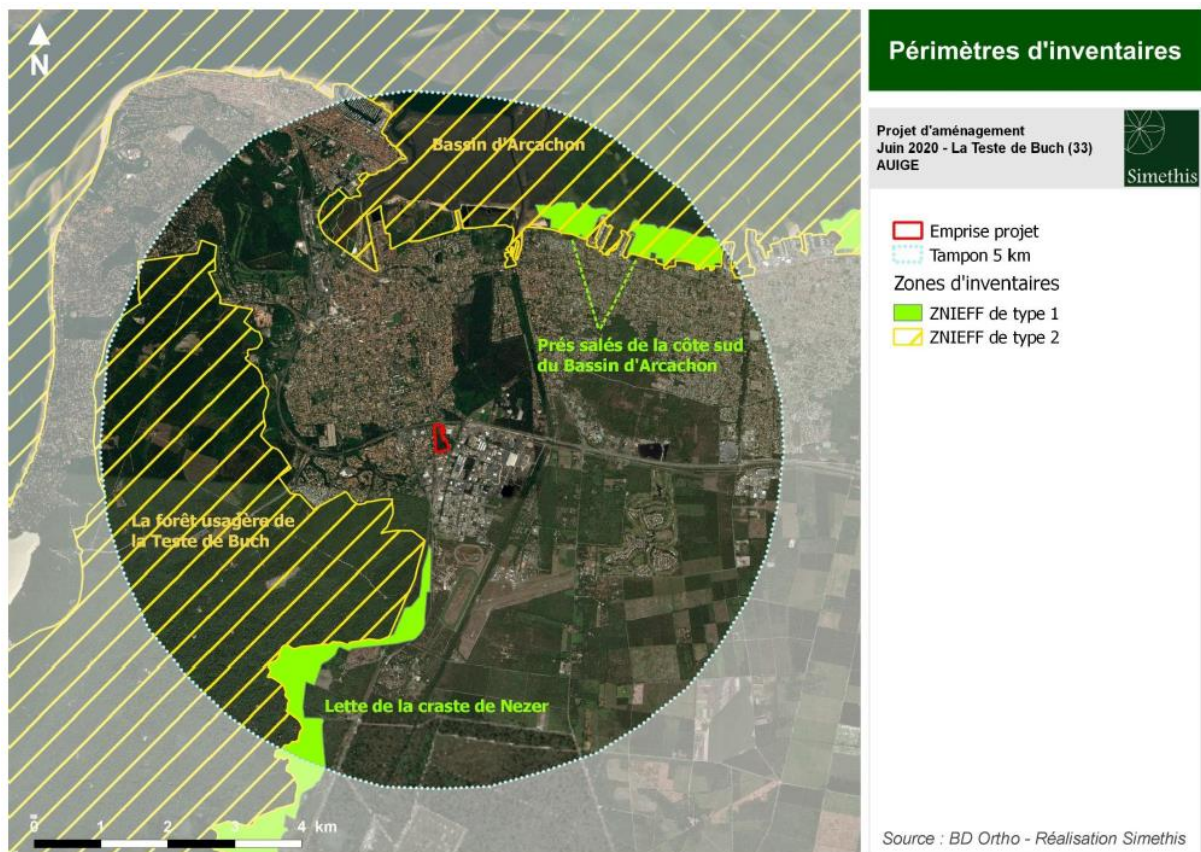 N
Bassin d'Arcachon
Prés salés de la côte sud
du Bassin d'Arcachon
La forêt usagère de
la Teste de Buch
Lette de la craste de Nezer
0 1 2 3 4 km
Périmètres d'inventaires
Projet d'aménagement
Juin 2020 - La Teste de Buch (33)
AUIGE
Simethis
Emprise projet
Tampon 5 km
Zones d'inventaires
ZNIEFF de type 1
ZNIEFF de type 2
Source : BD Ortho - Réalisation Simethis